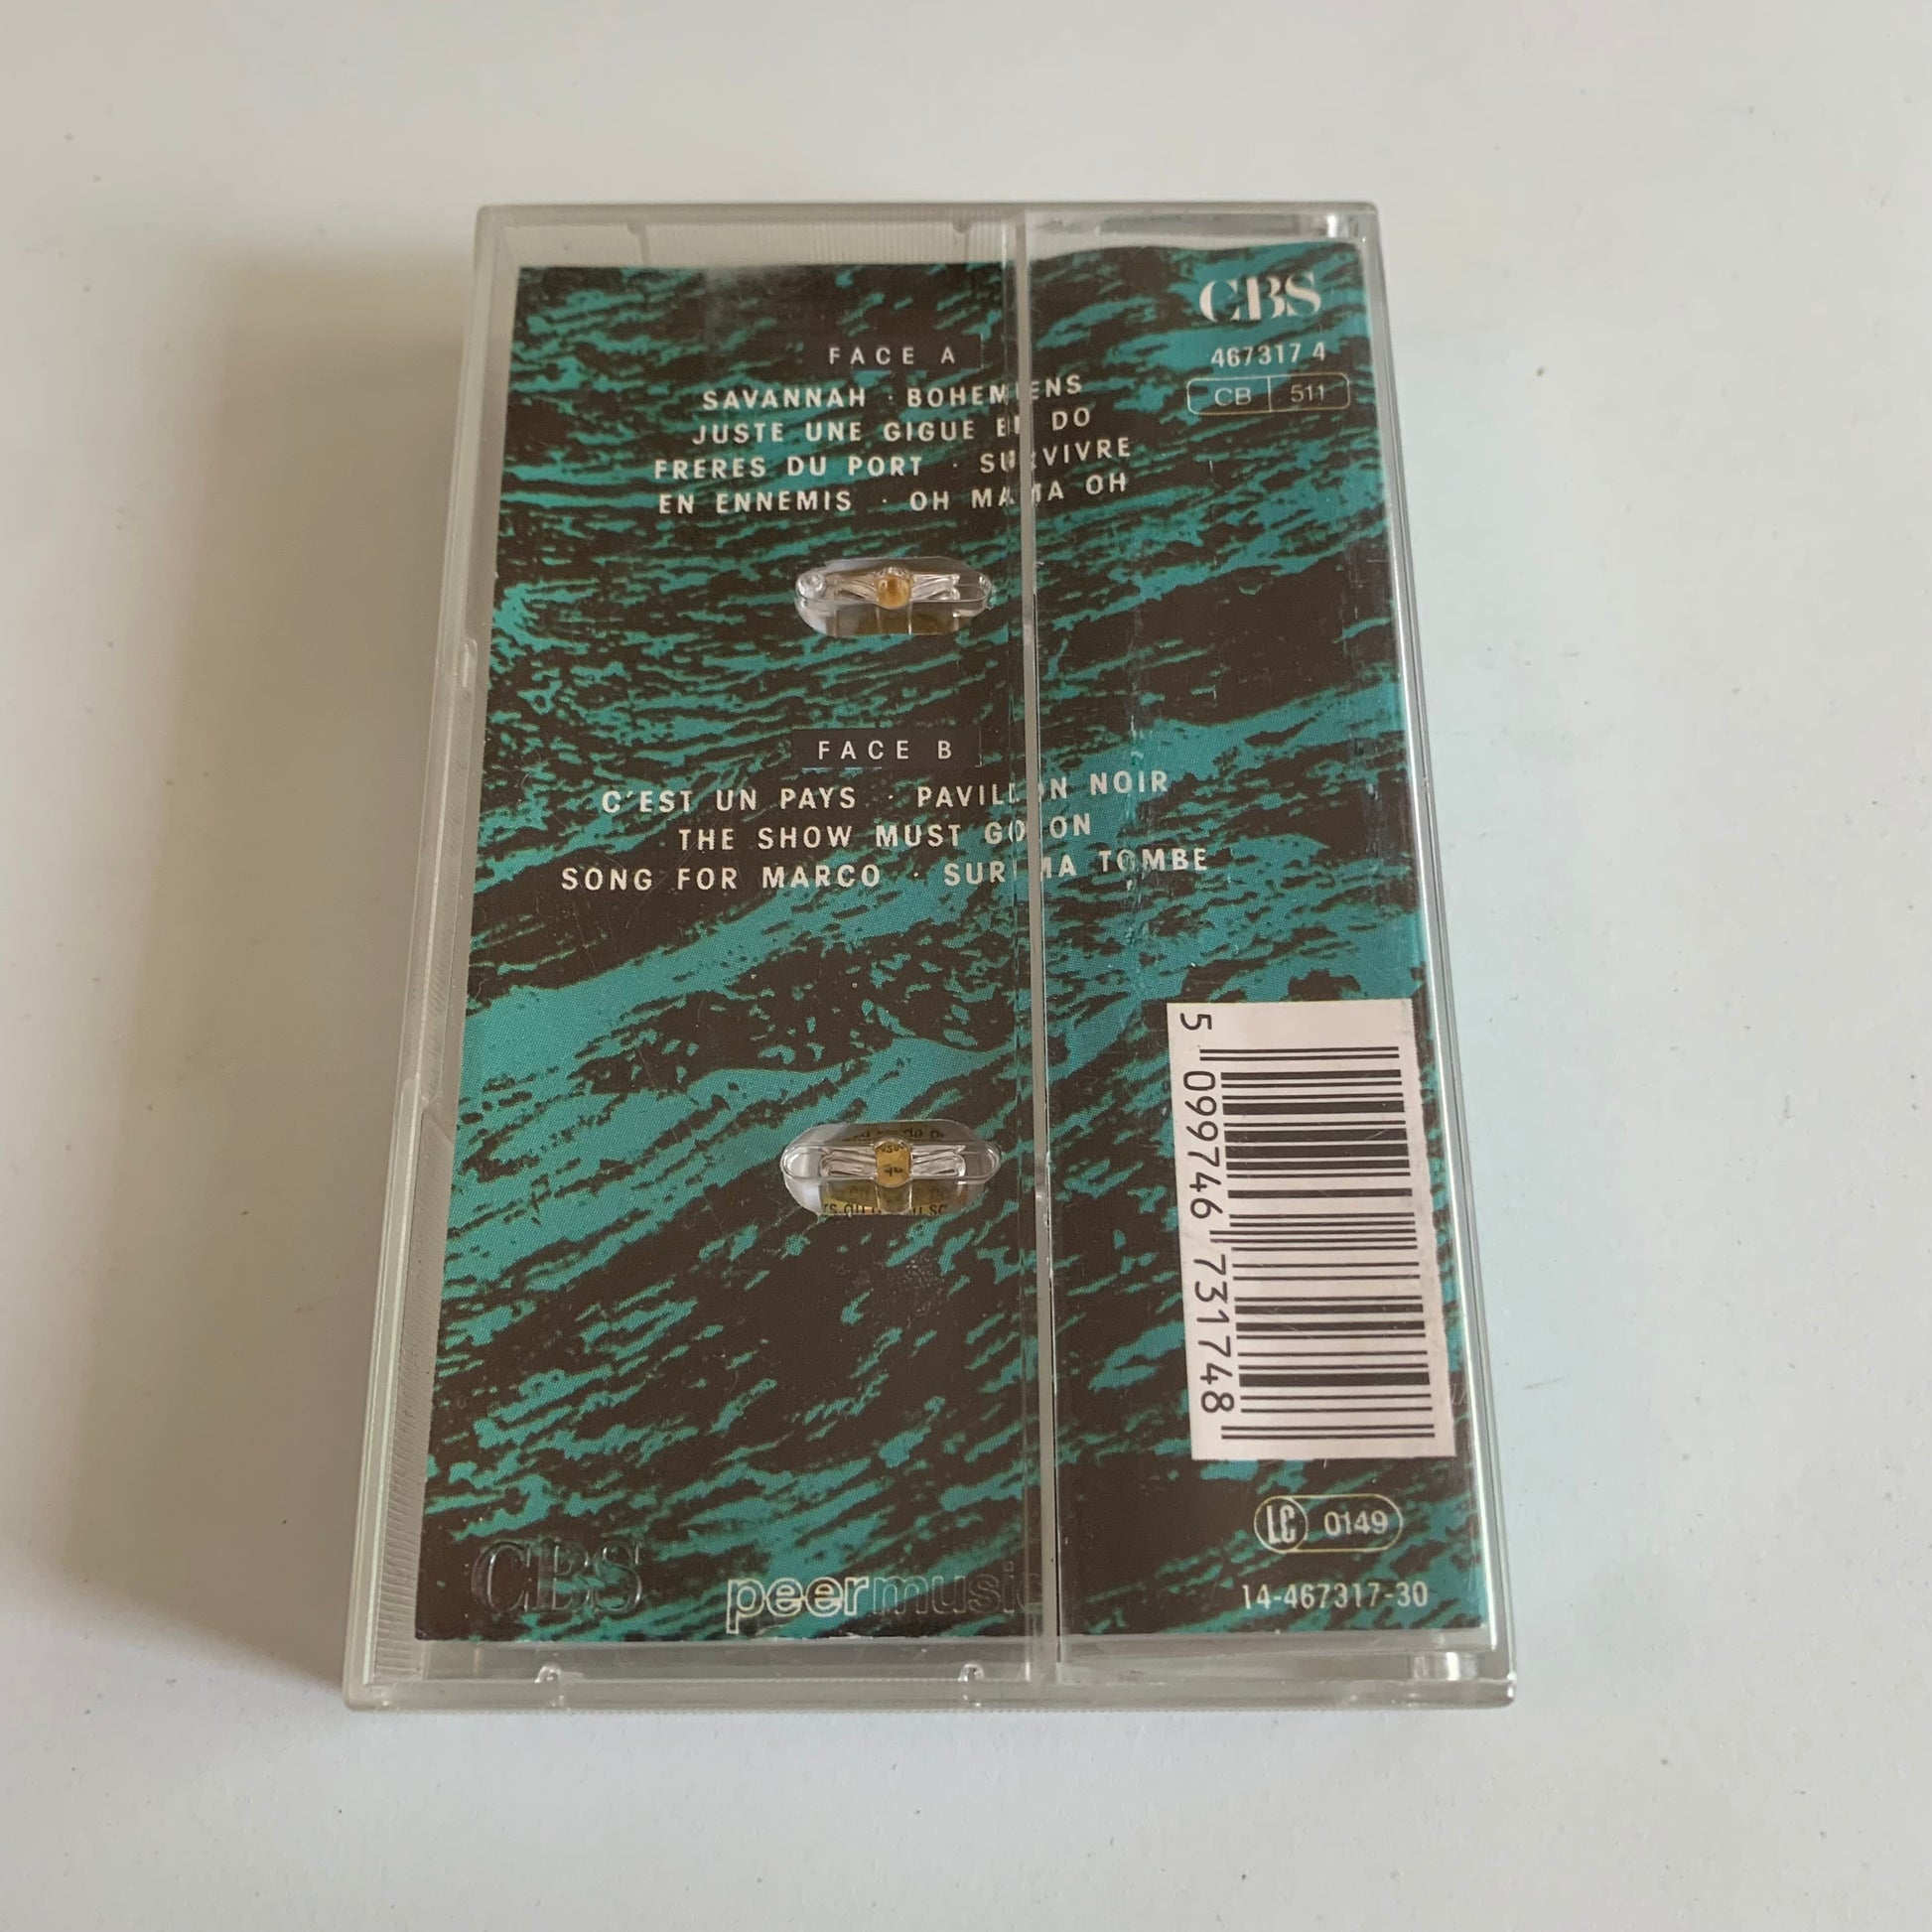 FACE A
SAVANNAH · BOHEMIENS
JUSTE UNE GIGUE EN DO
FRERES DU PORT · SURVIVRE
EN ENNEMIS · OH MAMA OH
FACE B
C'EST UN PAYS · PAVILLON NOIR
THE SHOW MUST GO ON
SONG FOR MARCO · SUR MA TOMBE
CBS
peermusic
CBS
467317 4
CB 511
5 099746 731748
LC 0149
14-467317-30